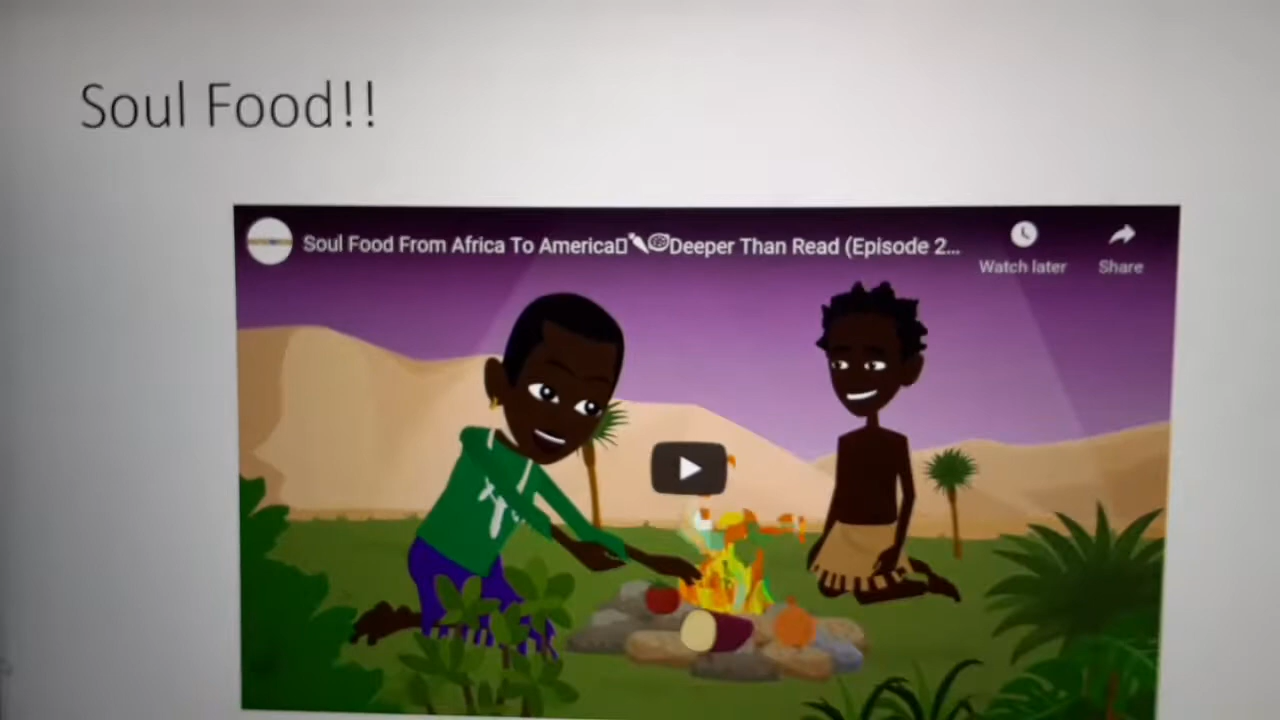 Soul Food!!
Soul Food From Africa To America Deeper Than Read (Episode 2...
Watch later
Share